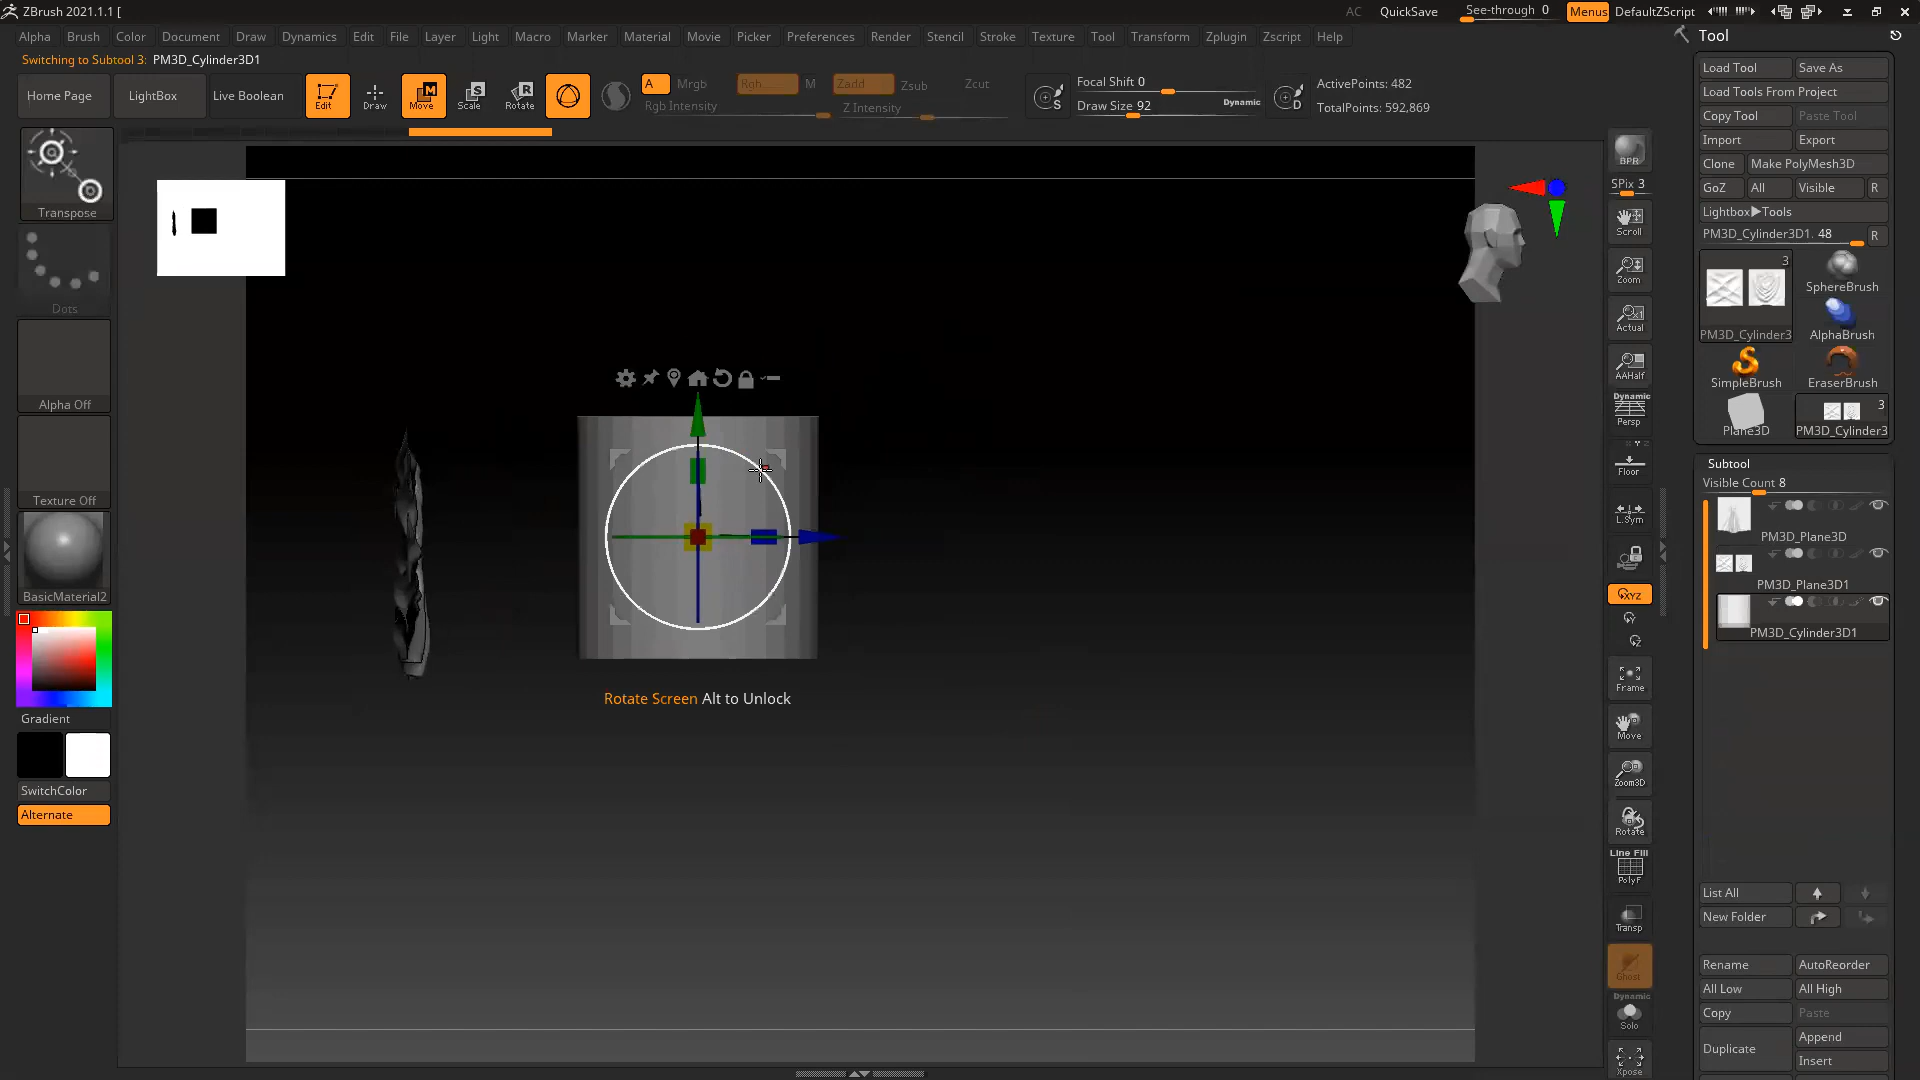 ZBrush 2021.1.1 [
AC QuickSave See-through 0 Menus DefaultZScript
Alpha Brush Color Document Draw Dynamics Edit File Layer Light Macro Marker Material Movie Picker Preferences Render Stencil Stroke Texture Tool Transform Zplugin Zscript Help
Switching to Subtool 3: PM3D_Cylinder3D1
Home Page LightBox Live Boolean Edit Draw Move Scale Rotate
M S R
A Mrgb Rgb M Zadd Zsub Zcut
Rgb Intensity Z Intensity
S Focal Shift 0
Draw Size 92 Dynamic
D ActivePoints: 482
TotalPoints: 592,869
Transpose
Dots
Alpha Off
Texture Off
BasicMaterial2
Gradient
SwitchColor
Alternate
Rotate Screen Alt to Unlock
BPR
SPix 3
Scroll
Zoom
Actual
AAHalf
Dynamic
Persp
Floor
L.Sym
XYZ
Y
Z
Frame
Move
Zoom3D
Rotate
Line Fill
PolyF
Transp
Ghost
Dynamic
Solo
Xpose
Tool
Load Tool Save As
Load Tools From Project
Copy Tool Paste Tool
Import Export
Clone Make PolyMesh3D
GoZ All Visible R
Lightbox▶Tools
PM3D_Cylinder3D1. 48 R
3
PM3D_Cylinder3
SphereBrush
AlphaBrush
SimpleBrush EraserBrush
Plane3D
3
PM3D_Cylinder3
Subtool
Visible Count 8
PM3D_Plane3D
PM3D_Plane3D1
PM3D_Cylinder3D1
List All
New Folder
Rename AutoReorder
All Low All High
Copy Paste
Duplicate Append
Insert